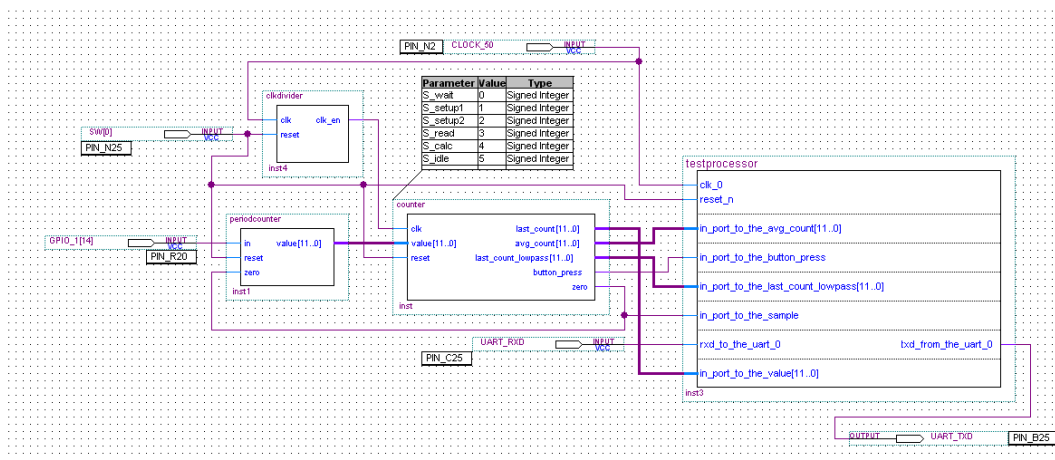 PIN_N2 CLOCK_50 INPUT
VCC
Parameter Value Type
S_wait 0 Signed Integer
S_setup1 1 Signed Integer
S_setup2 2 Signed Integer
S_read 3 Signed Integer
S_calc 4 Signed Integer
S_idle 5 Signed Integer
clkdivider
clk clk_en
reset
inst4
SW[0] INPUT
VCC
PIN_N25
periodcounter
in value[11..0]
reset
zero
inst1
GPIO_1[14] INPUT
VCC
PIN_R20
counter
clk last_count[11..0]
value[11..0] avg_count[11..0]
reset last_count_lowpass[11..0]
button_press
zero
inst
testprocessor
clk_0
reset_n
in_port_to_the_avg_count[11..0]
in_port_to_the_button_press
in_port_to_the_last_count_lowpass[11..0]
in_port_to_the_sample
rxd_to_the_uart_0 txd_from_the_uart_0
in_port_to_the_value[11..0]
inst3
UART_RXD INPUT
VCC
PIN_C25
OUTPUT UART_TXD PIN_B25